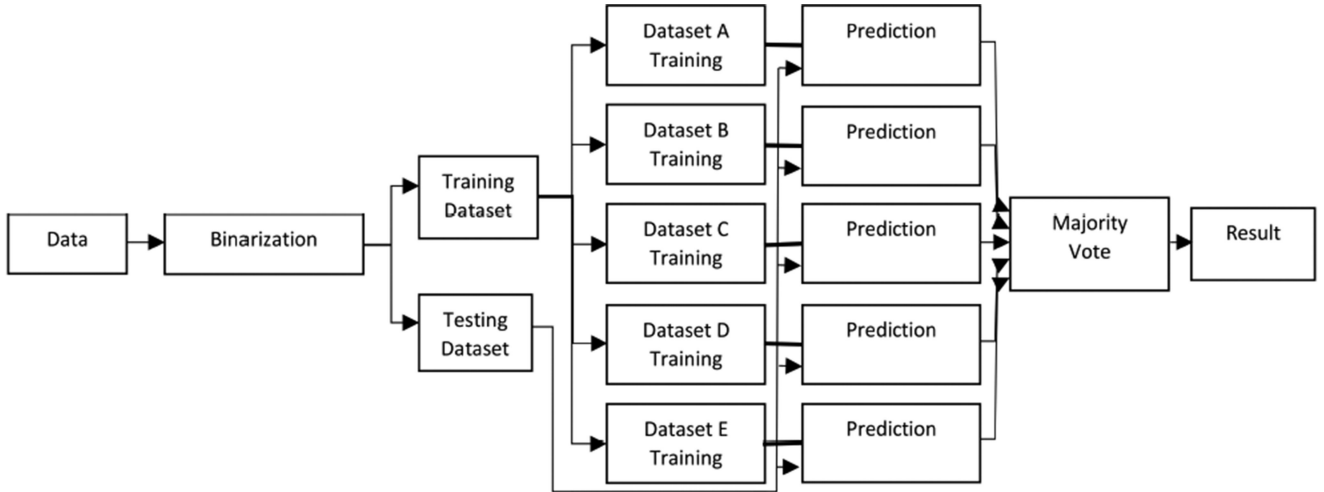 Data
Binarization
Training
Dataset
Testing
Dataset
Dataset A
Training
Dataset B
Training
Dataset C
Training
Dataset D
Training
Dataset E
Training
Prediction
Prediction
Prediction
Prediction
Prediction
Majority
Vote
Result